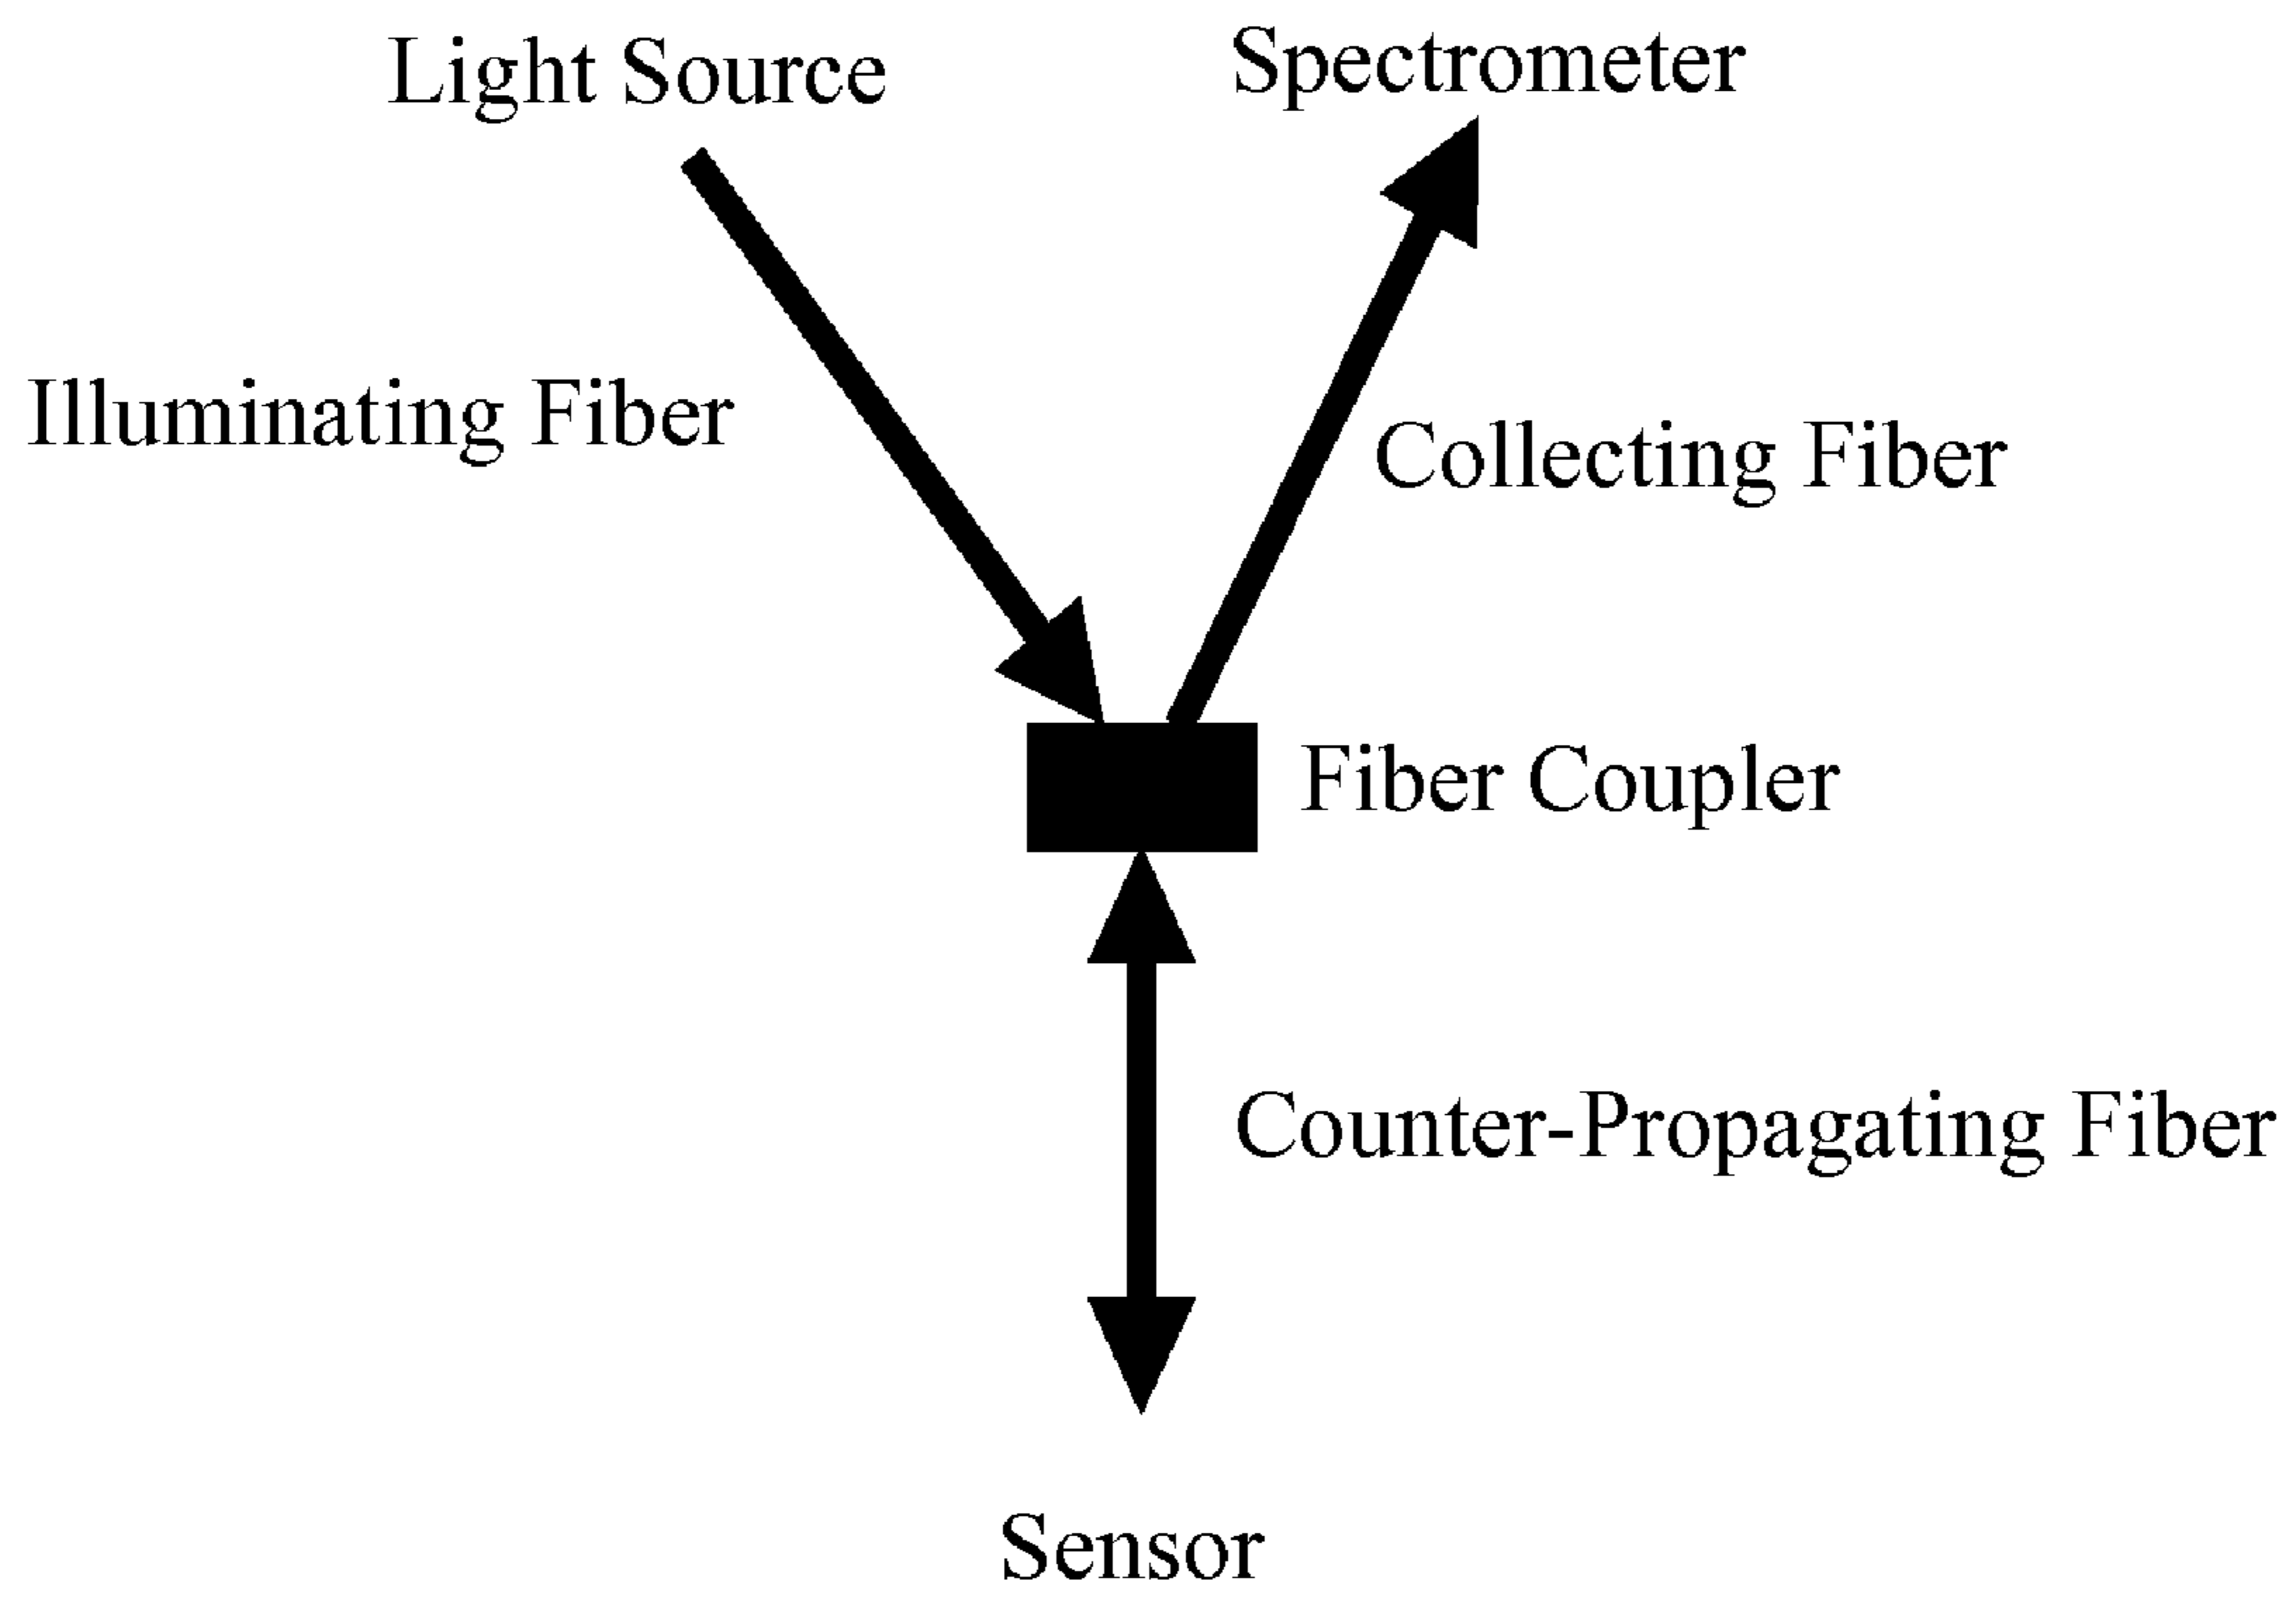 Light Source
Spectrometer
Illuminating Fiber
Collecting Fiber
Fiber Coupler
Counter-Propagating Fiber
Sensor